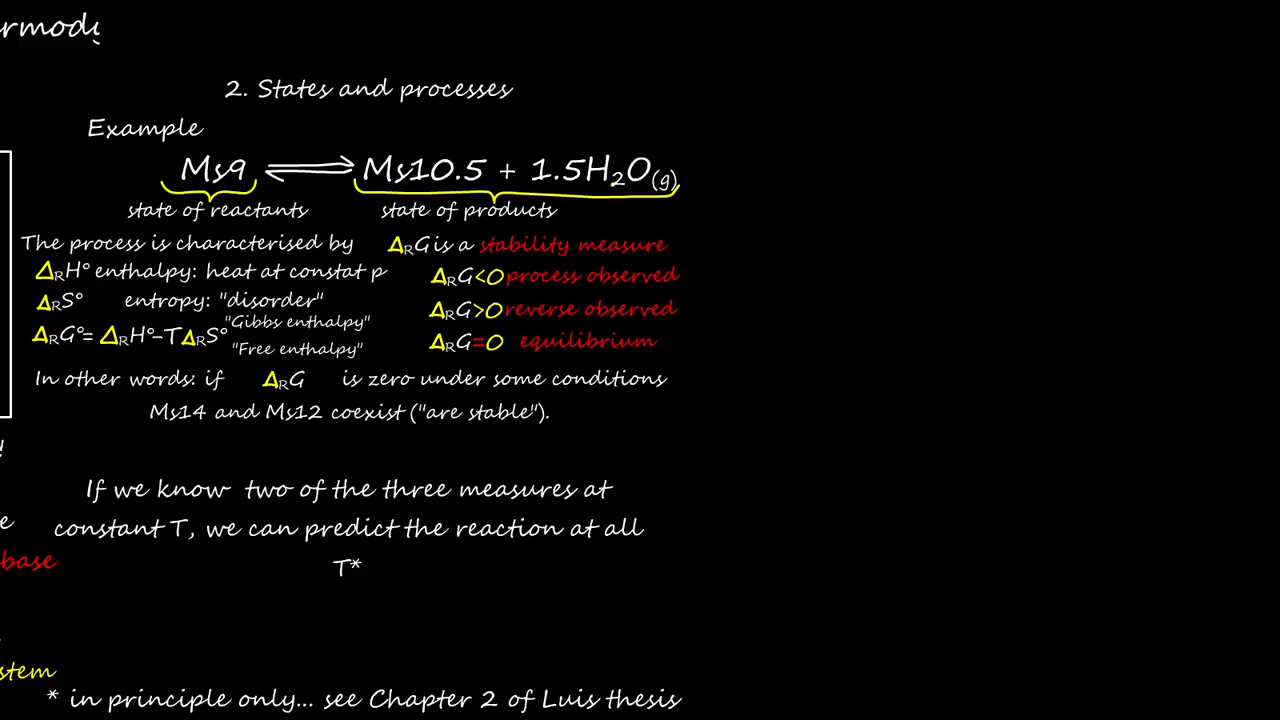 2. States and processes
Example
Ms9 ⇌ Ms10.5 + 1.5H₂O(g)
state of reactants
state of products
The process is characterised by
ΔRH° enthalpy: heat at constat p
ΔRS° entropy: "disorder"
ΔRG°= ΔRH°-TΔRS°
"Gibbs enthalpy"
"Free enthalpy"
ΔRG is a stability measure
ΔRG<0 process observed
ΔRG>0 reverse observed
ΔRG=0 equilibrium
In other words: if ΔRG is zero under some conditions
Ms14 and Ms12 coexist ("are stable").
If we know two of the three measures at
constant T, we can predict the reaction at all
T*
* in principle only... see Chapter 2 of Luis thesis